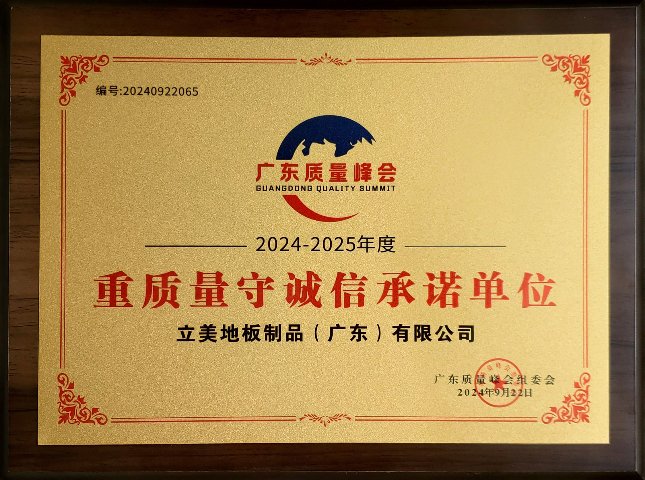 编号:20240922065
广东质量峰会
GUANGDONG QUALITY SUMMIT
2024-2025年度
重质量守诚信承诺单位
立美地板制品（广东）有限公司
广东质量峰会组委会
2024年9月22日